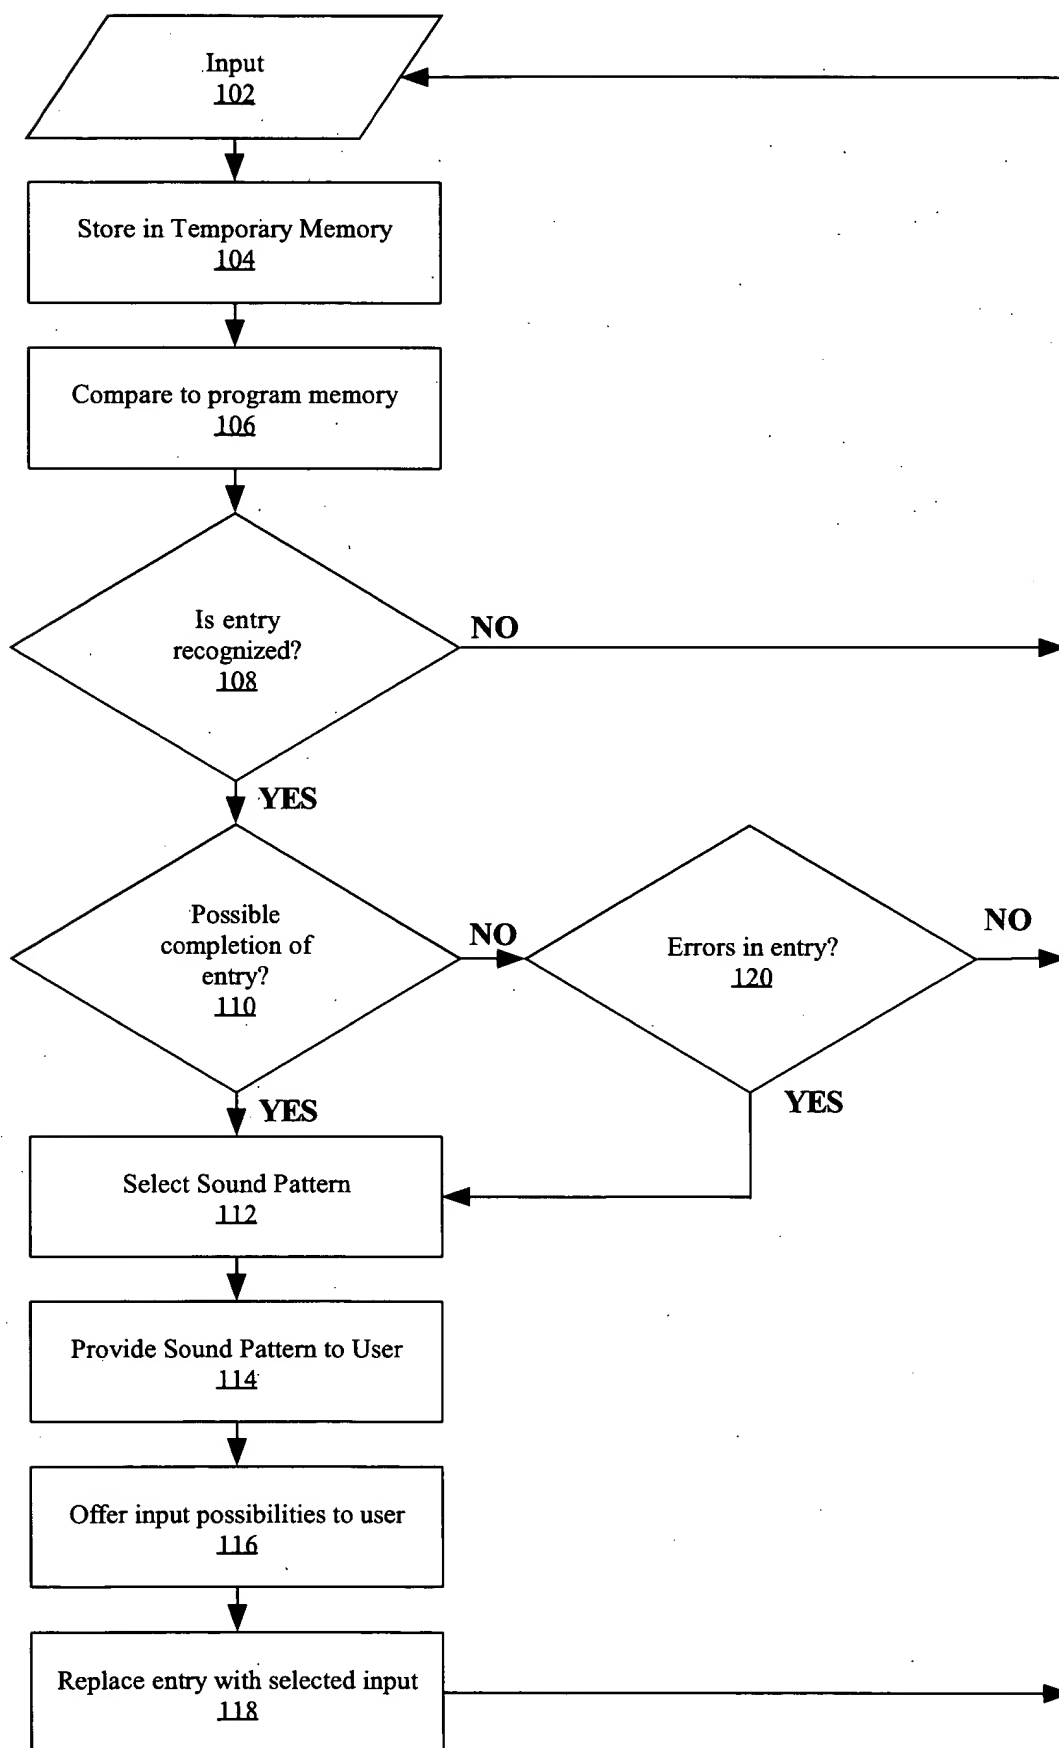 Input
102
Store in Temporary Memory
104
Compare to program memory
106
Is entry
recognized?
108
NO
YES
Possible
completion of
entry?
110
NO
Errors in entry?
120
NO
YES
YES
Select Sound Pattern
112
Provide Sound Pattern to User
114
Offer input possibilities to user
116
Replace entry with selected input
118